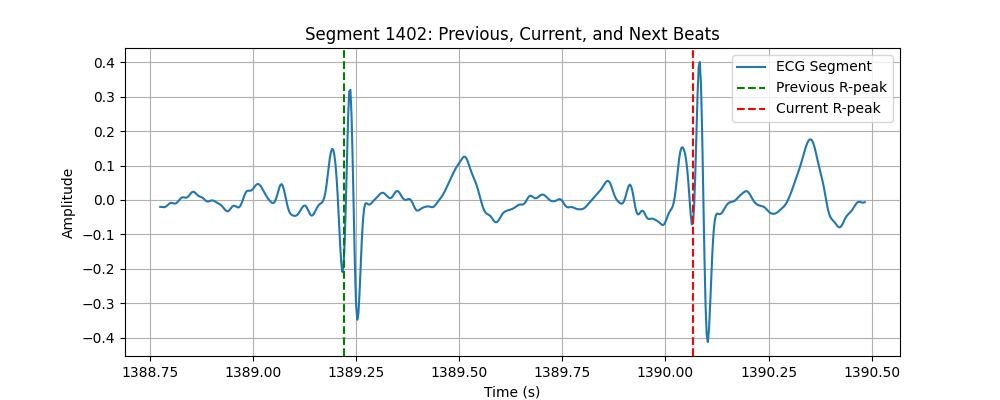 Segment 1402: Previous, Current, and Next Beats
ECG Segment
Previous R-peak
Current R-peak
0.4
0.3
0.2
0.1
0.0
−0.1
−0.2
−0.3
−0.4
Amplitude
1388.75 1389.00 1389.25 1389.50 1389.75 1390.00 1390.25 1390.50
Time (s)